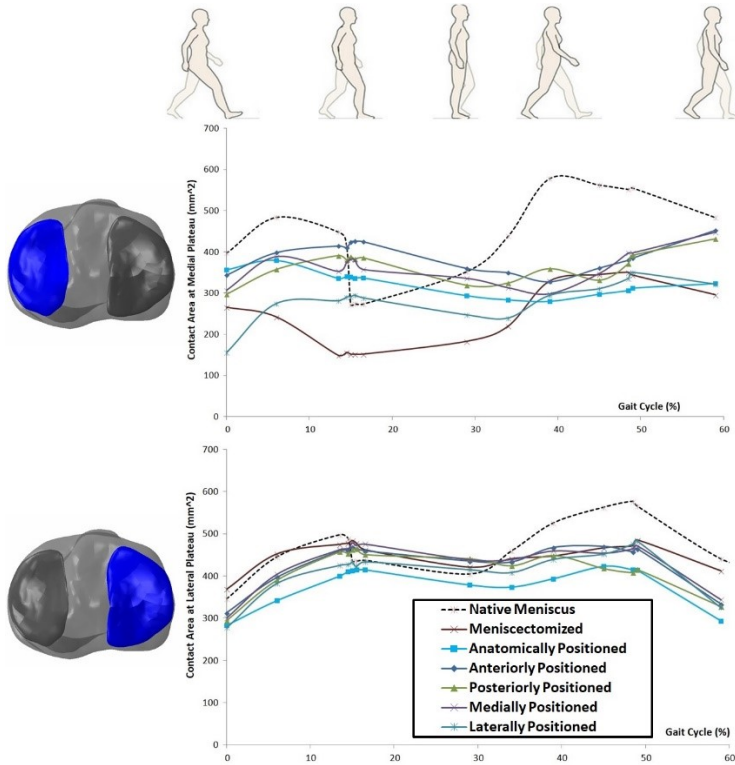 700
600
500
400
300
200
100
0
Contact Area at Medial Plateau (mm^2)
Gait Cycle (%)
0 10 20 30 40 50 60
700
600
500
400
300
200
100
0
Contact Area at Lateral Plateau (mm^2)
Native Meniscus
Meniscectomized
Anatomically Positioned
Anteriorly Positioned
Posteriorly Positioned
Medially Positioned
Laterally Positioned
Gait Cycle (%)
0 10 20 30 40 50 60